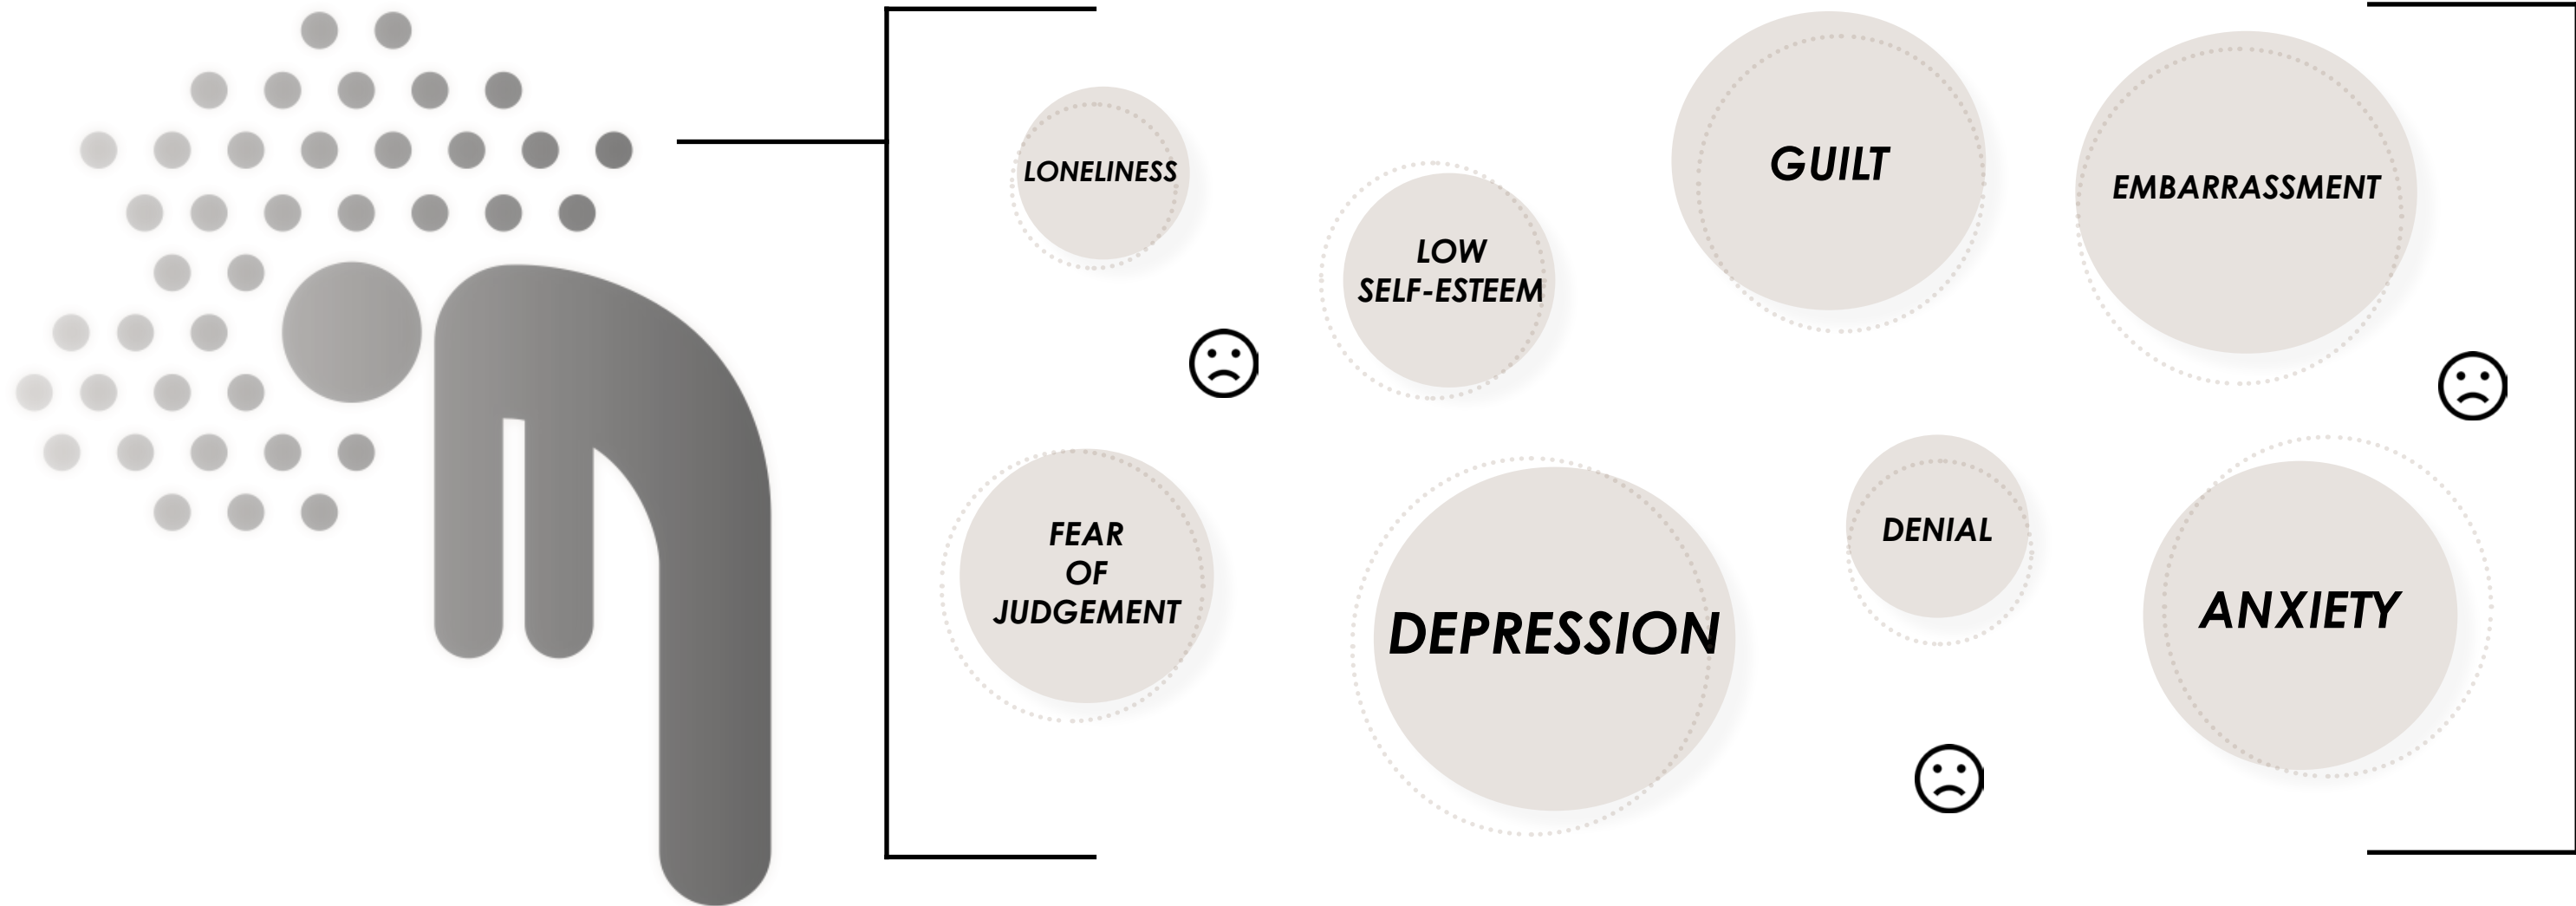 LONELINESS
LOW
SELF-ESTEEM
GUILT
EMBARRASSMENT
FEAR
OF
JUDGEMENT
DEPRESSION
DENIAL
ANXIETY